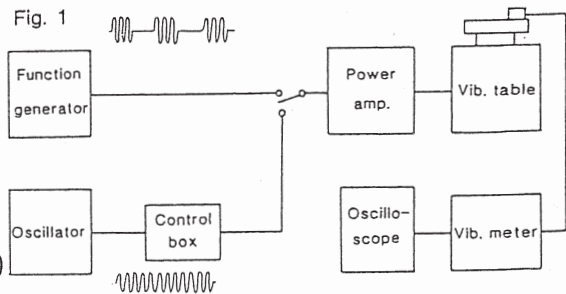 Fig. 1
Function
generator
Power
amp.
Vib. table
Oscillator
Control
box
Oscillo-
scope
Vib. meter